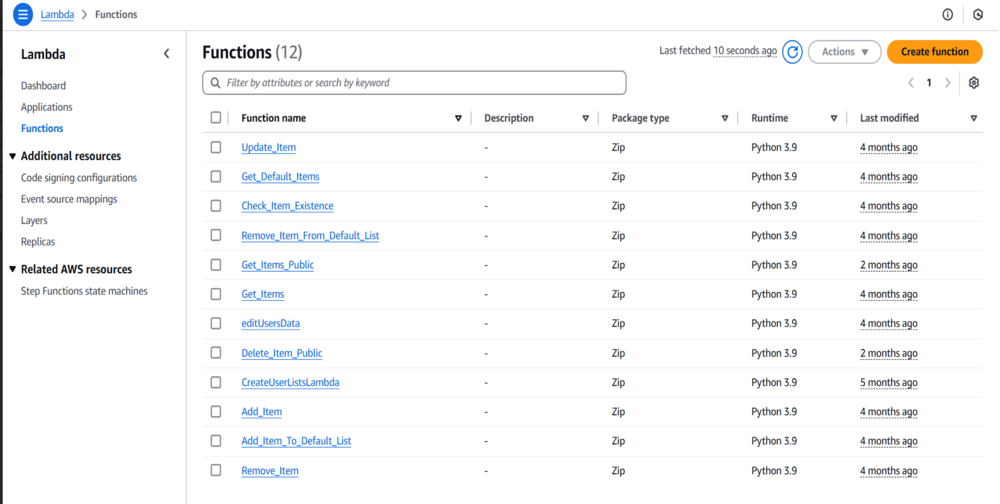 Lambda > Functions
Lambda
Dashboard
Applications
Functions
Additional resources
Code signing configurations
Event source mappings
Layers
Replicas
Related AWS resources
Step Functions state machines
Functions (12)
Last fetched 10 seconds ago
Actions
Create function
Filter by attributes or search by keyword
1
Function name Description Package type Runtime Last modified
Update_Item - Zip Python 3.9 4 months ago
Get_Default_Items - Zip Python 3.9 4 months ago
Check_Item_Existence - Zip Python 3.9 4 months ago
Remove_Item_From_Default_List - Zip Python 3.9 4 months ago
Get_Items_Public - Zip Python 3.9 2 months ago
Get_Items - Zip Python 3.9 4 months ago
editUsersData - Zip Python 3.9 4 months ago
Delete_Item_Public - Zip Python 3.9 2 months ago
CreateUserListsLambda - Zip Python 3.9 5 months ago
Add_Item - Zip Python 3.9 4 months ago
Add_Item_To_Default_List - Zip Python 3.9 4 months ago
Remove_Item - Zip Python 3.9 4 months ago